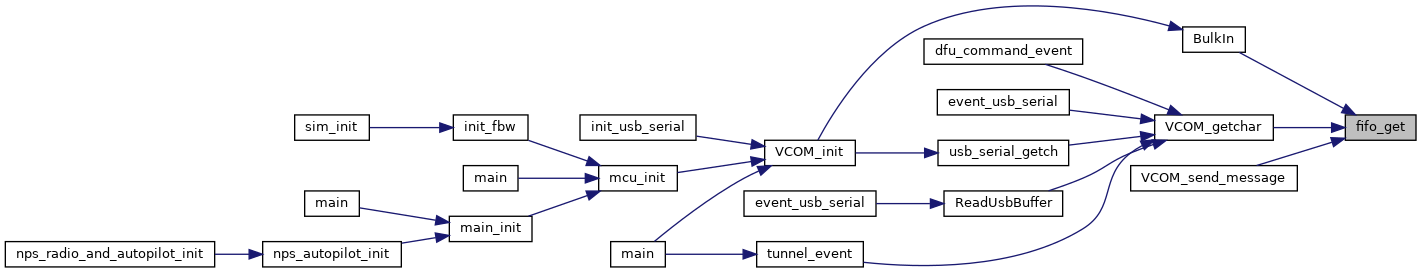 BulkIn
dfu_command_event
event_usb_serial
sim_init
init_fbw
init_usb_serial
VCOM_getchar
fifo_get
VCOM_init
usb_serial_getch
main
mcu_init
VCOM_send_message
main
event_usb_serial
ReadUsbBuffer
main_init
nps_radio_and_autopilot_init
nps_autopilot_init
main
tunnel_event